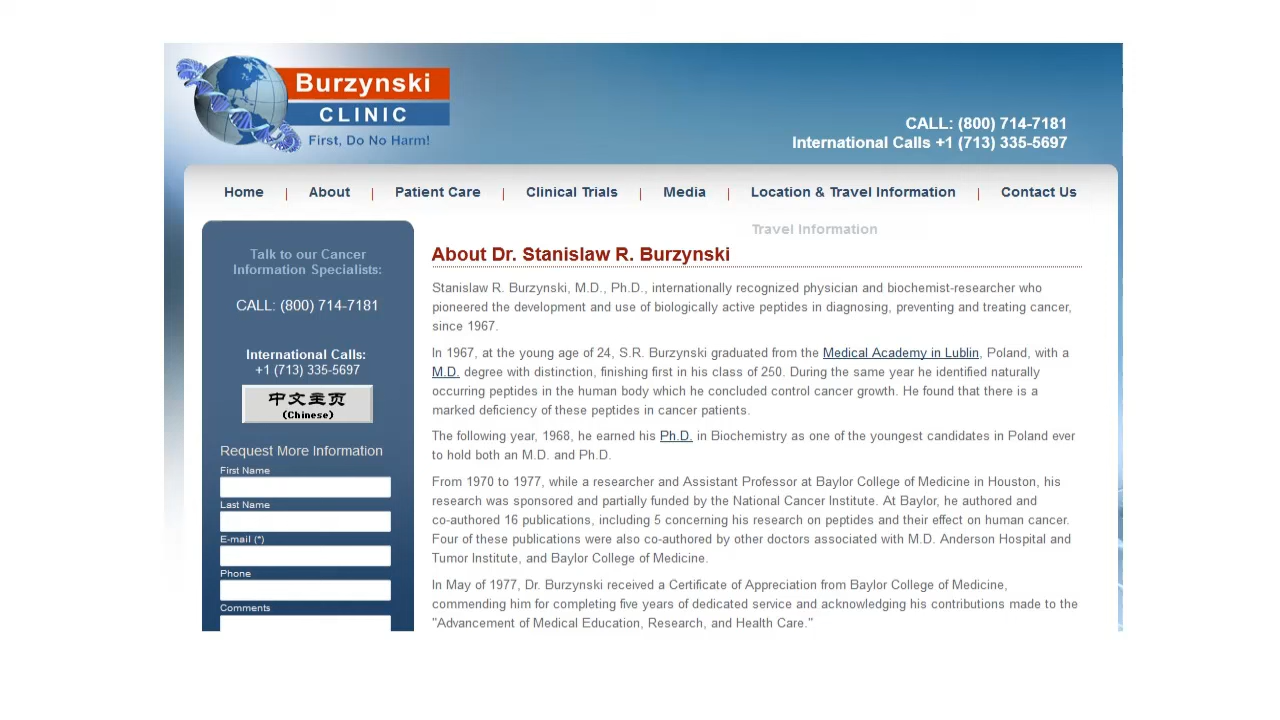 Burzynski
CLINIC
First, Do No Harm!
CALL: (800) 714-7181
International Calls +1 (713) 335-5697
Home | About | Patient Care | Clinical Trials | Media | Location & Travel Information | Contact Us
Travel Information
Talk to our Cancer
Information Specialists:
CALL: (800) 714-7181
International Calls:
+1 (713) 335-5697
中文主页
(Chinese)
Request More Information
First Name
Last Name
E-mail (*)
Phone
Comments
About Dr. Stanislaw R. Burzynski
Stanislaw R. Burzynski, M.D., Ph.D., internationally recognized physician and biochemist-researcher who
pioneered the development and use of biologically active peptides in diagnosing, preventing and treating cancer,
since 1967.
In 1967, at the young age of 24, S.R. Burzynski graduated from the Medical Academy in Lublin, Poland, with a
M.D. degree with distinction, finishing first in his class of 250. During the same year he identified naturally
occurring peptides in the human body which he concluded control cancer growth. He found that there is a
marked deficiency of these peptides in cancer patients.
The following year, 1968, he earned his Ph.D. in Biochemistry as one of the youngest candidates in Poland ever
to hold both an M.D. and Ph.D.
From 1970 to 1977, while a researcher and Assistant Professor at Baylor College of Medicine in Houston, his
research was sponsored and partially funded by the National Cancer Institute. At Baylor, he authored and
co-authored 16 publications, including 5 concerning his research on peptides and their effect on human cancer.
Four of these publications were also co-authored by other doctors associated with M.D. Anderson Hospital and
Tumor Institute, and Baylor College of Medicine.
In May of 1977, Dr. Burzynski received a Certificate of Appreciation from Baylor College of Medicine,
commending him for completing five years of dedicated service and acknowledging his contributions made to the
"Advancement of Medical Education, Research, and Health Care."